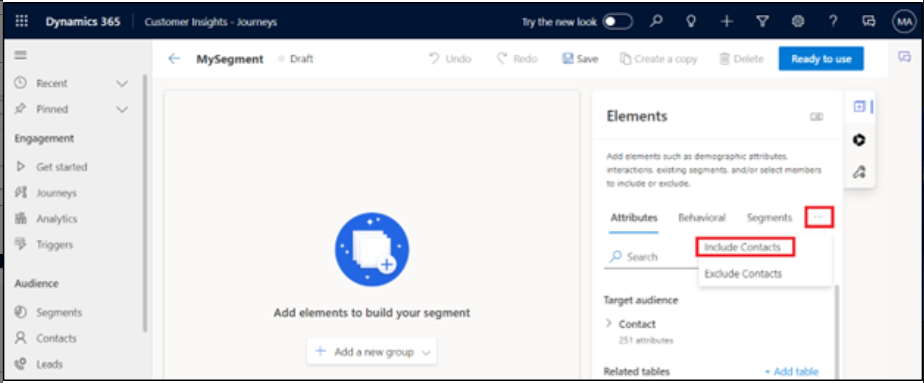 Dynamics 365
Customer Insights - Journeys
Try the new look
MA
MySegment
Draft
Undo
Redo
Save
Create a copy
Delete
Ready to use
Recent
Pinned
Engagement
Get started
Journeys
Analytics
Triggers
Audience
Segments
Contacts
Leads
Add elements to build your segment
+ Add a new group
Elements
Add elements such as demographic attributes,
interactions, existing segments, and/or select members
to include or exclude.
Attributes
Behavioral
Segments
...
Include Contacts
Search
Exclude Contacts
Target audience
Contact
251 attributes
Related tables
+ Add table